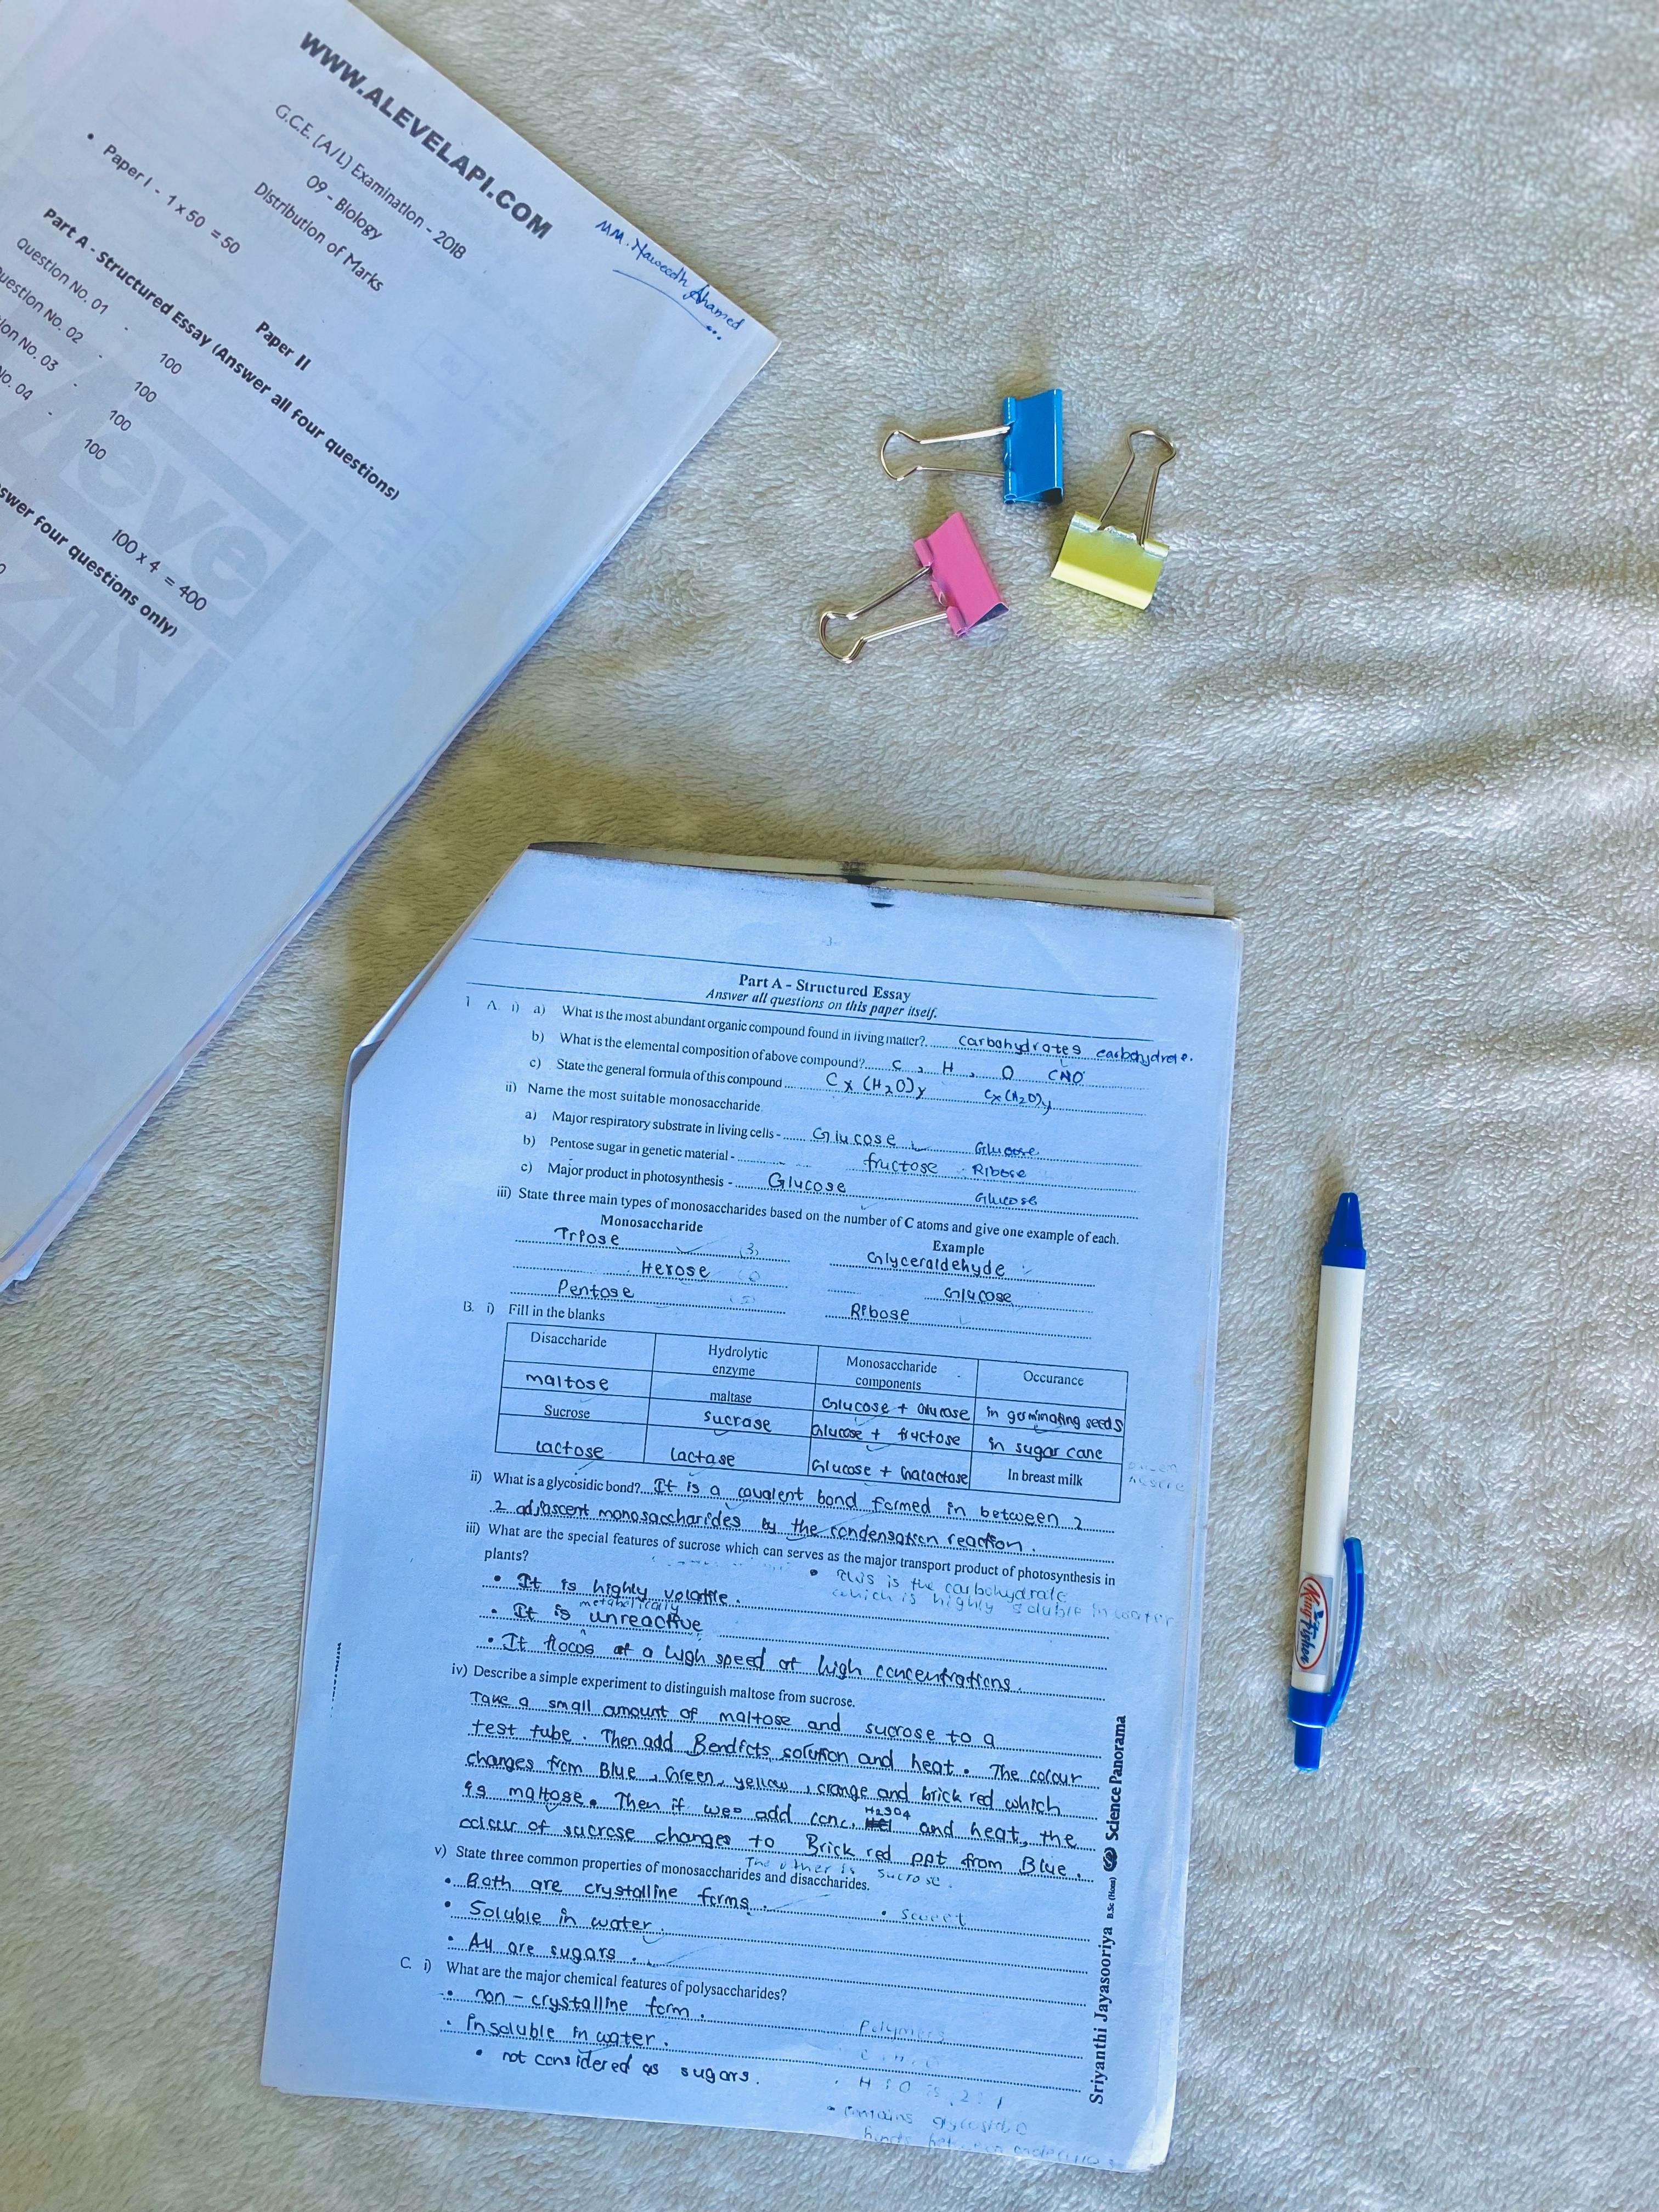 WWW.ALEVELAPI.COM
G.C.E. (A/L) Examination - 2018
09 - Biology
Distribution of Marks
MM. Naweedh Ahamed
• Paper I - 1 x 50 = 50
Paper II
Part A - Structured Essay (Answer all four questions)
Question No. 01 - 100
Question No. 02 - 100
No. 03 - 100
No. 04 - 100
100 x 4 = 400
four questions only)
-3-
Part A - Structured Essay
Answer all questions on this paper itself.
1 A. i) a) What is the most abundant organic compound found in living matter? carbohydrates carbohydrate.
b) What is the elemental composition of above compound? C, H, O CHO
c) State the general formula of this compound Cx (H2O)y Cx(H2O)y
ii) Name the most suitable monosaccharide
a) Major respiratory substrate in living cells - Glucose Glucose
b) Pentose sugar in genetic material - fructose Ribose
c) Major product in photosynthesis - Glucose Glucose
iii) State three main types of monosaccharides based on the number of C atoms and give one example of each.
Monosaccharide Example
Triose (3) Glyceraldehyde
Hexose Glucose
Pentose (5) Ribose
B. i) Fill in the blanks
Disaccharide Hydrolytic enzyme Monosaccharide components Occurance
maltose maltase Glucose + Glucose in germinating seeds
Sucrose sucrase Glucose + fructose in sugar cane
lactose lactase Glucose + Galactose In breast milk
ii) What is a glycosidic bond? It is a covalent bond formed in between 2
2 adjascent monosaccharides by the condensation reaction.
iii) What are the special features of sucrose which can serves as the major transport product of photosynthesis in
plants?
• This is the carbohydrate
which is highly soluble in water
• It is highly volatile.
metabolically
• It is unreactive
• It flows at a high speed at high concentrations.
iv) Describe a simple experiment to distinguish maltose from sucrose.
Take a small amount of maltose and sucrose to a
test tube. Then add Bendicts solution and heat. The colour
changes from Blue, Green, yellow, orange and brick red which
is maltose. Then if we add conc. H2SO4 and heat, the
colour of sucrose changes to Brick red ppt from Blue.
The other is sucrose.
v) State three common properties of monosaccharides and disaccharides.
• Both are crystalline forms. • sweet
• Soluble in water.
• All are sugars.
C. i) What are the major chemical features of polysaccharides?
• non - crystalline form. Polymers
• Insoluble in water.
• not considered as sugars.
H : O is 2 : 1
• contains glycosidic
bonds between
Sriyanthi Jayasooriya B.Sc (Hons) Science Panorama
King Fisher